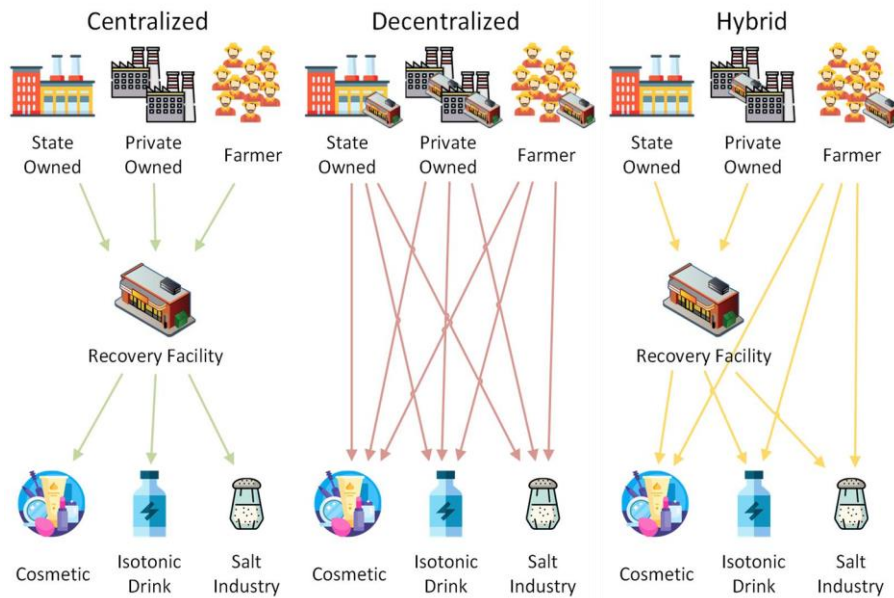 Centralized
State
Owned
Private
Owned
Farmer
Recovery Facility
Cosmetic
Isotonic
Drink
Salt
Industry
Decentralized
State
Owned
Private
Owned
Farmer
Cosmetic
Isotonic
Drink
Salt
Industry
Hybrid
State
Owned
Private
Owned
Farmer
Recovery Facility
Cosmetic
Isotonic
Drink
Salt
Industry